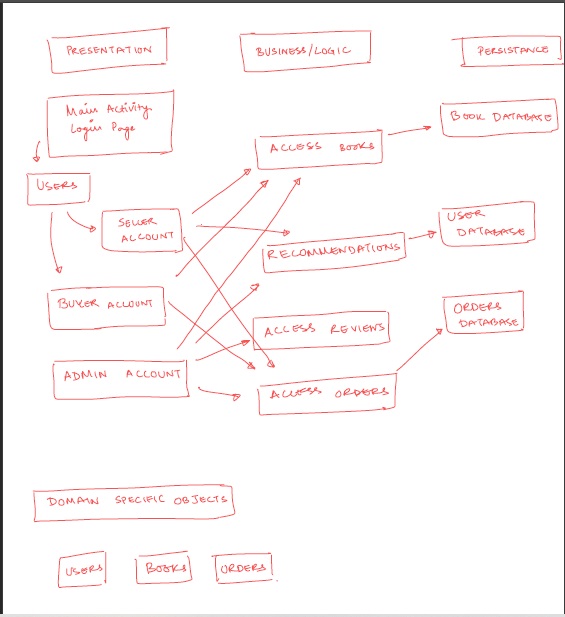 PRESENTATION
BUSINESS/LOGIC
PERSISTANCE
Main Activity
Login Page
BOOK DATABASE
ACCESS BOOKS
USERS
SELLER
ACCOUNT
USER
DATABASE
RECOMMENDATIONS
BUYER ACCOUNT
ORDERS
DATABASE
ACCESS REVIEWS
ADMIN ACCOUNT
ACCESS ORDERS
DOMAIN SPECIFIC OBJECTS
USERS
BOOKS
ORDERS